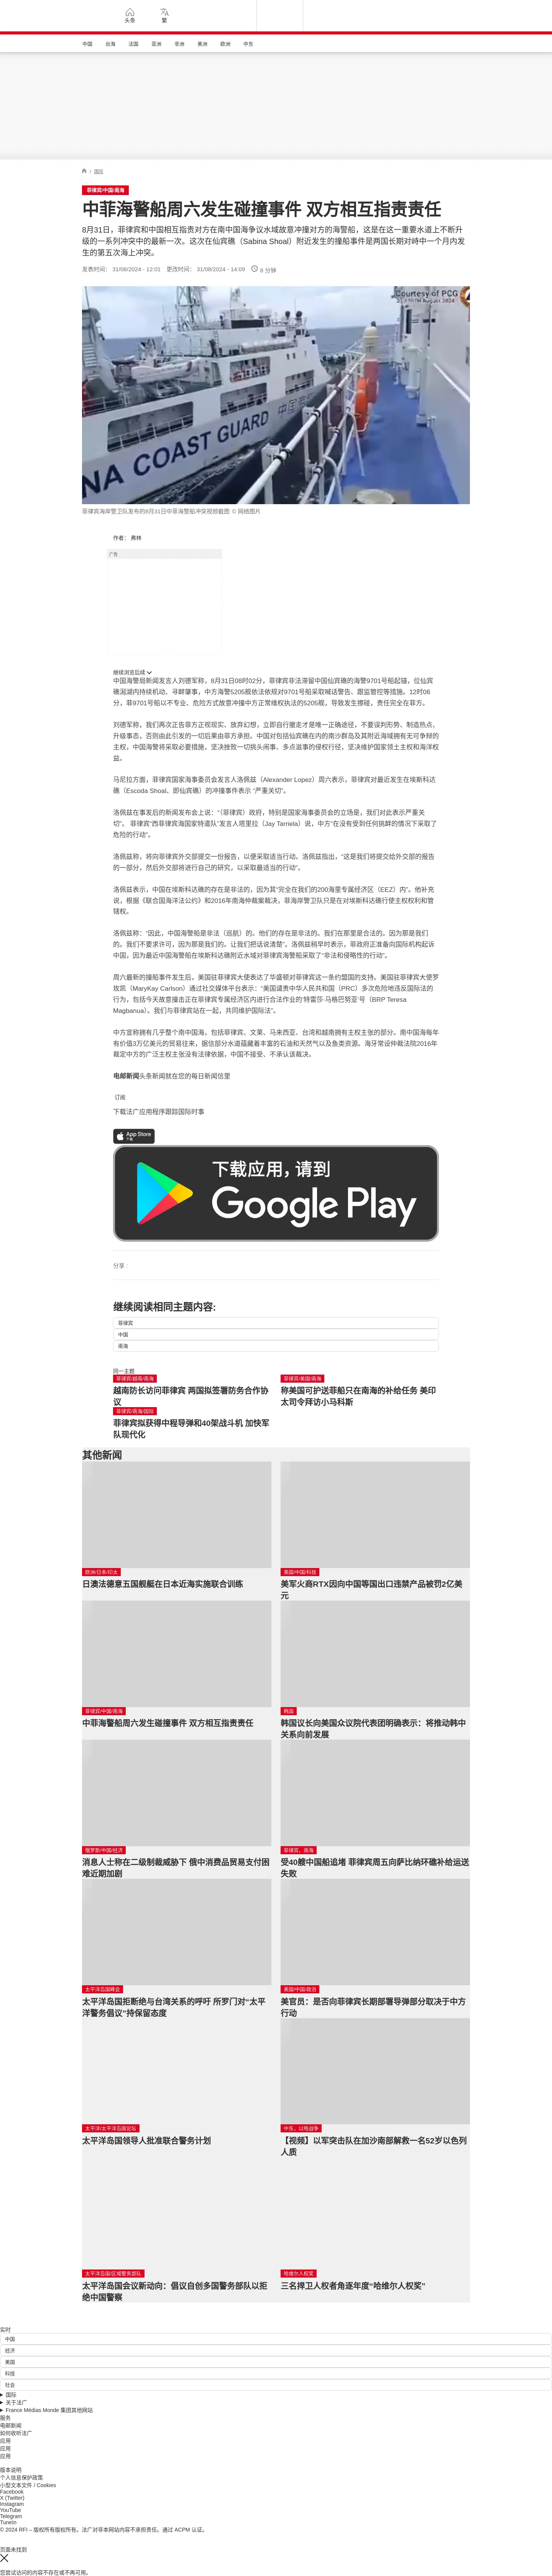 头条
繁
中国
台海
法国
亚洲
非洲
美洲
欧洲
中东
/ 国际
菲律宾/中国/南海
中菲海警船周六发生碰撞事件 双方相互指责责任
8月31日，菲律宾和中国相互指责对方在南中国海争议水域故意冲撞对方的海警船，这是在这一重要水道上不断升
级的一系列冲突中的最新一次。这次在仙宾礁（Sabina Shoal）附近发生的撞船事件是两国长期对峙中一个月内发
生的第五次海上冲突。
发表时间： 31/08/2024 - 12:01 更改时间： 31/08/2024 - 14:09 6 分钟
Courtesy of PCG
August 2024
NA COAST GUARD
中国海警
菲律宾海岸警卫队发布的8月31日中菲海警船冲突视频截图 © 网络图片
作者： 弗林
广告
继续浏览后续
中国海警局新闻发言人刘德军称，8月31日08时02分，菲律宾非法滞留中国仙宾礁的海警9701号船起锚，位仙宾
礁潟湖内持续机动、寻衅肇事，中方海警5205舰依法依规对9701号船采取喊话警告、跟监管控等措施。12时06
分，菲9701号船以不专业、危险方式故意冲撞中方正常维权执法的5205舰，导致发生擦碰，责任完全在菲方。
刘德军称，我们再次正告菲方正视现实、放弃幻想，立即自行撤走才是唯一正确途径，不要误判形势、制造热点、
升级事态，否则由此引发的一切后果由菲方承担。中国对包括仙宾礁在内的南沙群岛及其附近海域拥有无可争辩的
主权，中国海警将采取必要措施，坚决挫败一切挑头闹事、多点滋事的侵权行径，坚决维护国家领土主权和海洋权
益。
马尼拉方面，菲律宾国家海事委员会发言人洛佩兹（Alexander Lopez）周六表示，菲律宾对最近发生在埃斯科达
礁（Escoda Shoal、即仙宾礁）的冲撞事件表示 “严重关切”。
洛佩兹在事发后的新闻发布会上说：“（菲律宾）政府，特别是国家海事委员会的立场是，我们对此表示严重关
切”。 菲律宾“西菲律宾海国家特遣队”发言人塔里拉（Jay Tarriela）说，中方“在没有受到任何挑衅的情况下采取了
危险的行动”。
洛佩兹称，将向菲律宾外交部提交一份报告，以便采取适当行动。洛佩兹指出，“这是我们将提交给外交部的报告
的一部分，然后外交部将进行自己的研究，以采取最适当的行动”。
洛佩兹表示，中国在埃斯科达礁的存在是非法的，因为其“完全在我们的200海里专属经济区（EEZ）内”。他补充
说，根据《联合国海洋法公约》和2016年南海仲裁案裁决，菲海岸警卫队只是在对埃斯科达礁行使主权权利和管
辖权。
洛佩兹称：“因此，中国海警船是非法（巡航）的。他们的存在是非法的。我们在那里是合法的。因为那是我们
的。我们不要求许可，因为那是我们的。让我们把话说清楚”。洛佩兹稍早时表示，菲政府正准备向国际机构起诉
中国，因为最近中国海警船在埃斯科达礁附近水域对菲律宾海警船采取了“非法和侵略性的行动”。
周六最新的撞船事件发生后，美国驻菲律宾大使表达了华盛顿对菲律宾这一条约盟国的支持。美国驻菲律宾大使罗
玫凯（MaryKay Carlson）通过社交媒体平台表示：“美国谴责中华人民共和国（PRC）多次危险地违反国际法的
行为，包括今天故意撞击正在菲律宾专属经济区内进行合法作业的‘特蕾莎·马格巴努亚’号（BRP Teresa
Magbanua）。我们与菲律宾站在一起，共同维护国际法”。
中方宣称拥有几乎整个南中国海，包括菲律宾、文莱、马来西亚、台湾和越南拥有主权主张的部分。南中国海每年
有价值3万亿美元的贸易往来，据信部分水道蕴藏着丰富的石油和天然气以及鱼类资源。海牙常设仲裁法院2016年
裁定中方的广泛主权主张没有法律依据，中国不接受、不承认该裁决。
电邮新闻头条新闻就在您的每日新闻信里
订阅
下载法广应用程序跟踪国际时事
App Store
下载
下载应用，请到
Google Play
分享 :
继续阅读相同主题内容:
菲律宾
中国
南海
同一主题
菲律宾/越南/南海
越南防长访问菲律宾 两国拟签署防务合作协
议
菲律宾/美国/南海
称美国可护送菲船只在南海的补给任务 美印
太司令拜访小马科斯
菲律宾/南海/国际
菲律宾拟获得中程导弹和40架战斗机 加快军
队现代化
其他新闻
欧洲/日本/印太
日澳法德意五国舰艇在日本近海实施联合训练
美国/中国/科技
美军火商RTX因向中国等国出口违禁产品被罚2亿美
元
菲律宾/中国/南海
中菲海警船周六发生碰撞事件 双方相互指责责任
韩国
韩国议长向美国众议院代表团明确表示：将推动韩中
关系向前发展
俄罗斯/中国/经济
消息人士称在二级制裁威胁下 俄中消费品贸易支付困
难近期加剧
菲律宾、南海
受40艘中国船追堵 菲律宾周五向萨比纳环礁补给运送
失败
太平洋岛国峰会
太平洋岛国拒断绝与台湾关系的呼吁 所罗门对“太平
洋警务倡议”持保留态度
美国/中国/政治
美官员：是否向菲律宾长期部署导弹部分取决于中方
行动
太平洋/太平洋岛国论坛
太平洋岛国领导人批准联合警务计划
中东，以哈战争
【视频】以军突击队在加沙南部解救一名52岁以色列
人质
太平洋岛国/区域警务部队
太平洋岛国会议新动向：倡议自创多国警务部队以拒
绝中国警察
哈维尔人权奖
三名捍卫人权者角逐年度“哈维尔人权奖”
实时
中国
经济
美国
科技
社会
国际
关于法广
France Médias Monde 集团其他网站
服务
电邮新闻
如何收听法广
应用
应用
应用
版本说明
个人信息保护政策
小型文本文件 / Cookies
Facebook
X (Twitter)
Instagram
YouTube
Telegram
TuneIn
© 2024 RFI – 版权所有版权所有。法广对非本网站内容不承担责任。通过 ACPM 认证。
页面未找到
您尝试访问的内容不存在或不再可用。